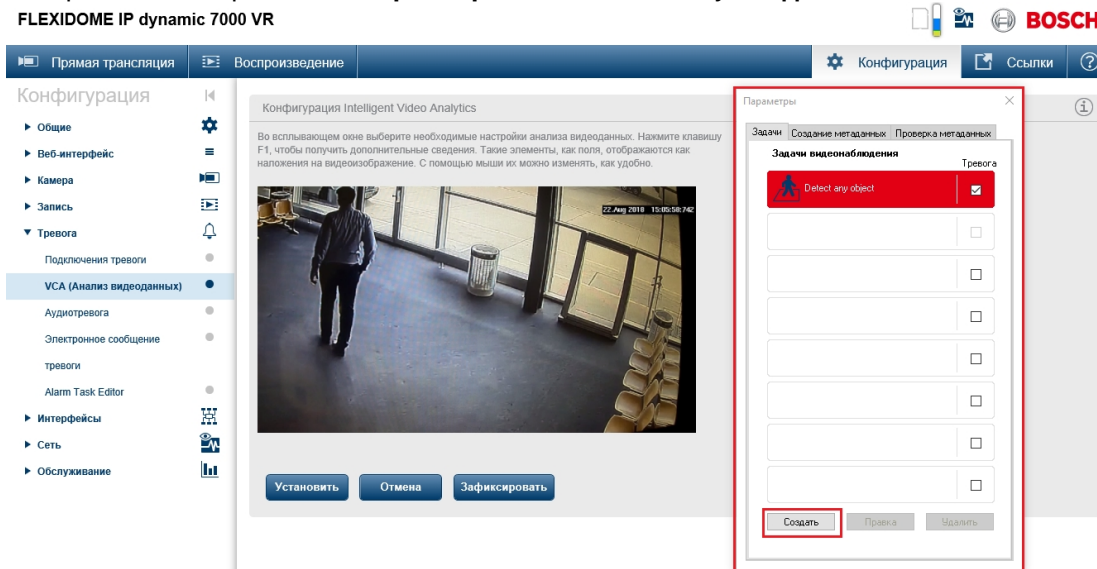 FLEXIDOME IP dynamic 7000 VR
BOSCH
Прямая трансляция
Воспроизведение
Конфигурация
Ссылки
Конфигурация
Общие
Веб-интерфейс
Камера
Запись
Тревога
Подключения тревоги
VCA (Анализ видеоданных)
Аудиотревога
Электронное сообщение
тревоги
Alarm Task Editor
Интерфейсы
Сеть
Обслуживание
Конфигурация Intelligent Video Analytics
Во всплывающем окне выберите необходимые настройки анализа видеоданных. Нажмите клавишу
F1, чтобы получить дополнительные сведения. Такие элементы, как поля, отображаются как
наложения на видеоизображение. С помощью мыши их можно изменять, как удобно.
22.Aug 2018 15:05:58:742
Установить
Отмена
Зафиксировать
Параметры
Задачи
Создание метаданных
Проверка метаданных
Задачи видеонаблюдения
Тревога
Detect any object
Создать
Правка
Удалить